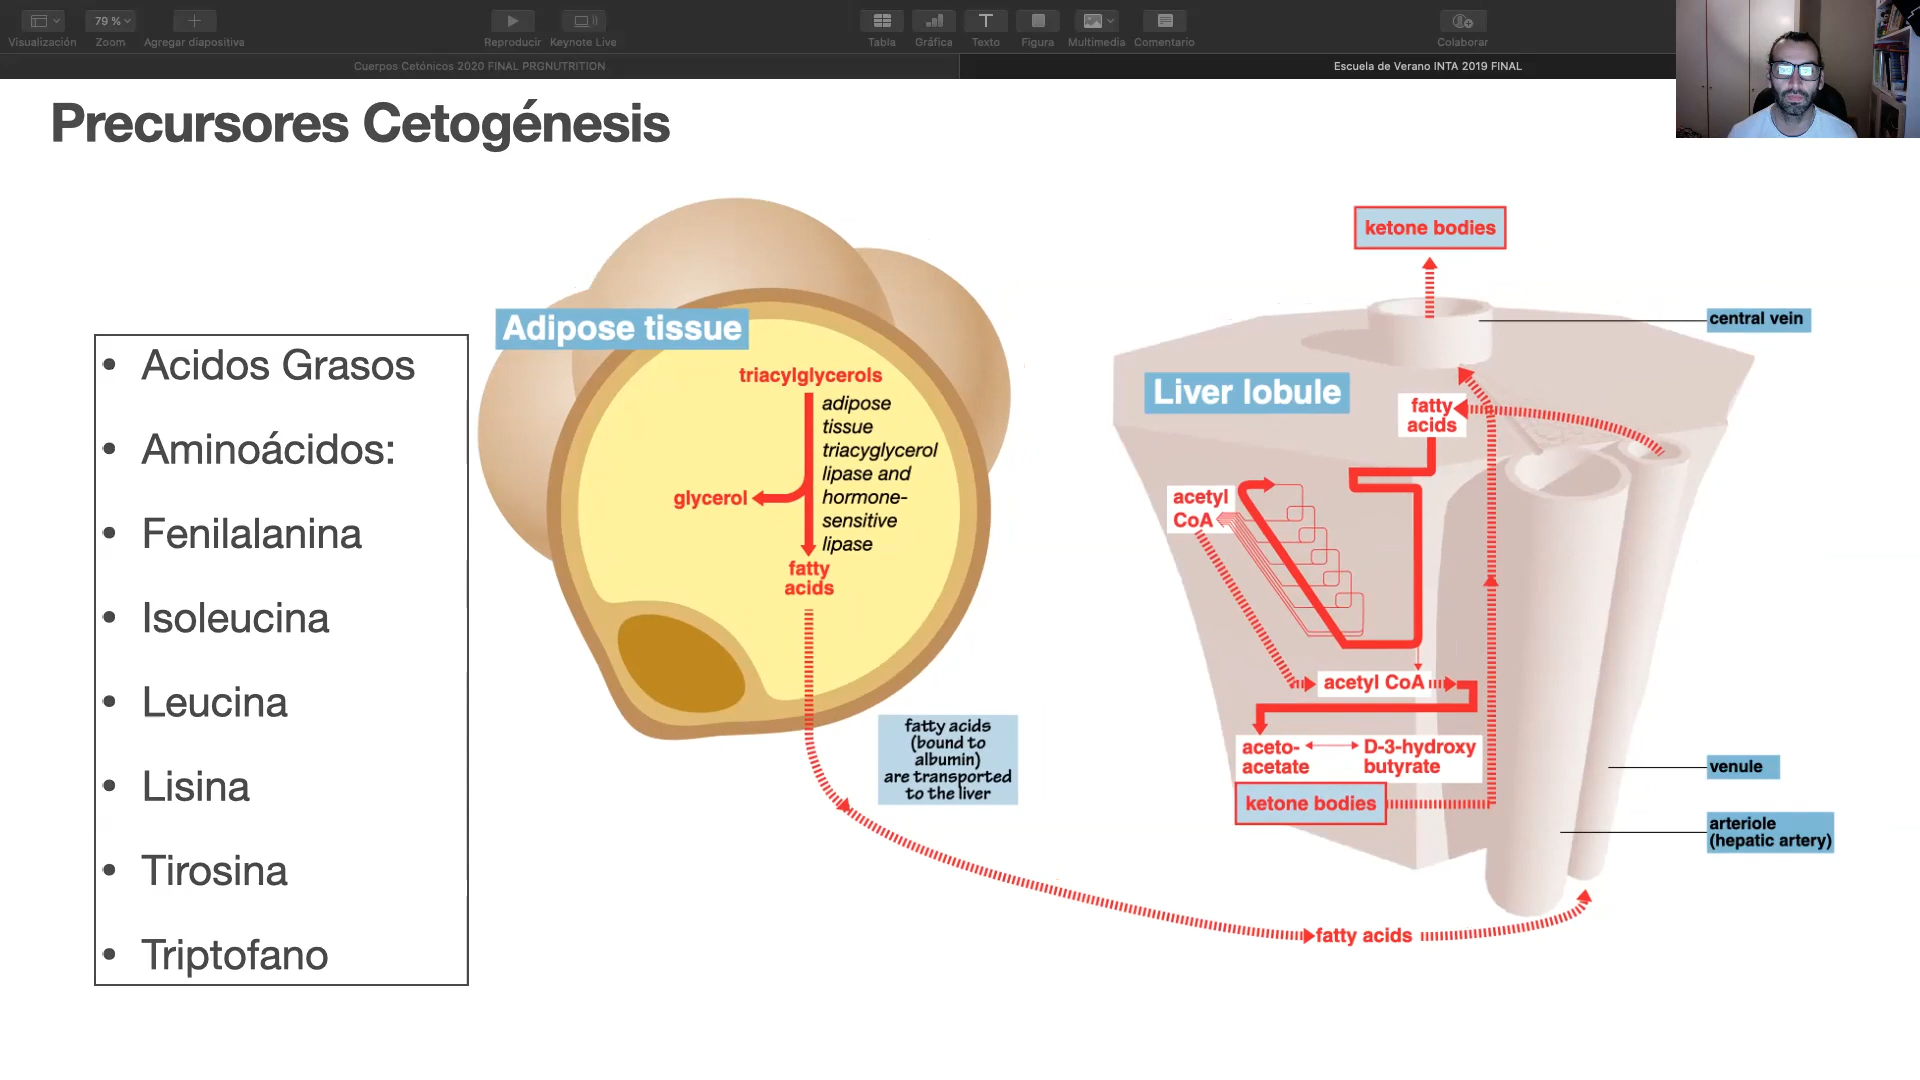 79 %
Visualización
Zoom
Agregar diapositiva
Reproducir
Keynote Live
Tabla
Gráfica
Texto
Figura
Multimedia
Comentario
Colaborar
Cuerpos Cetónicos 2020 FINAL PRGNUTRITION
Escuela de Verano INTA 2019 FINAL
Precursores Cetogénesis
• Acidos Grasos
• Aminoácidos:
• Fenilalanina
• Isoleucina
• Leucina
• Lisina
• Tirosina
• Triptofano
Adipose tissue
triacylglycerols
adipose
tissue
triacyglycerol
lipase and
hormone-
sensitive
lipase
glycerol
fatty
acids
fatty acids
(bound to
albumin)
are transported
to the liver
fatty acids
ketone bodies
central vein
Liver lobule
fatty
acids
acetyl
CoA
acetyl CoA
aceto-
acetate
D-3-hydroxy
butyrate
ketone bodies
venule
arteriole
(hepatic artery)